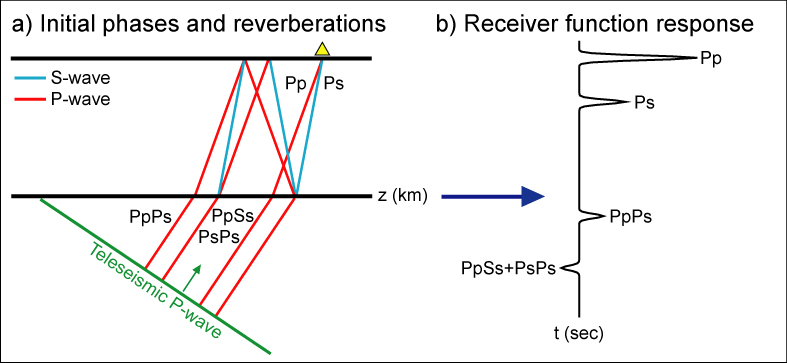 a) Initial phases and reverberations
b) Receiver function response
S-wave
P-wave
Pp
Ps
z (km)
PpPs
PpSs
PsPs
Teleseismic P-wave
Pp
Ps
PpPs
PpSs+PsPs
t (sec)